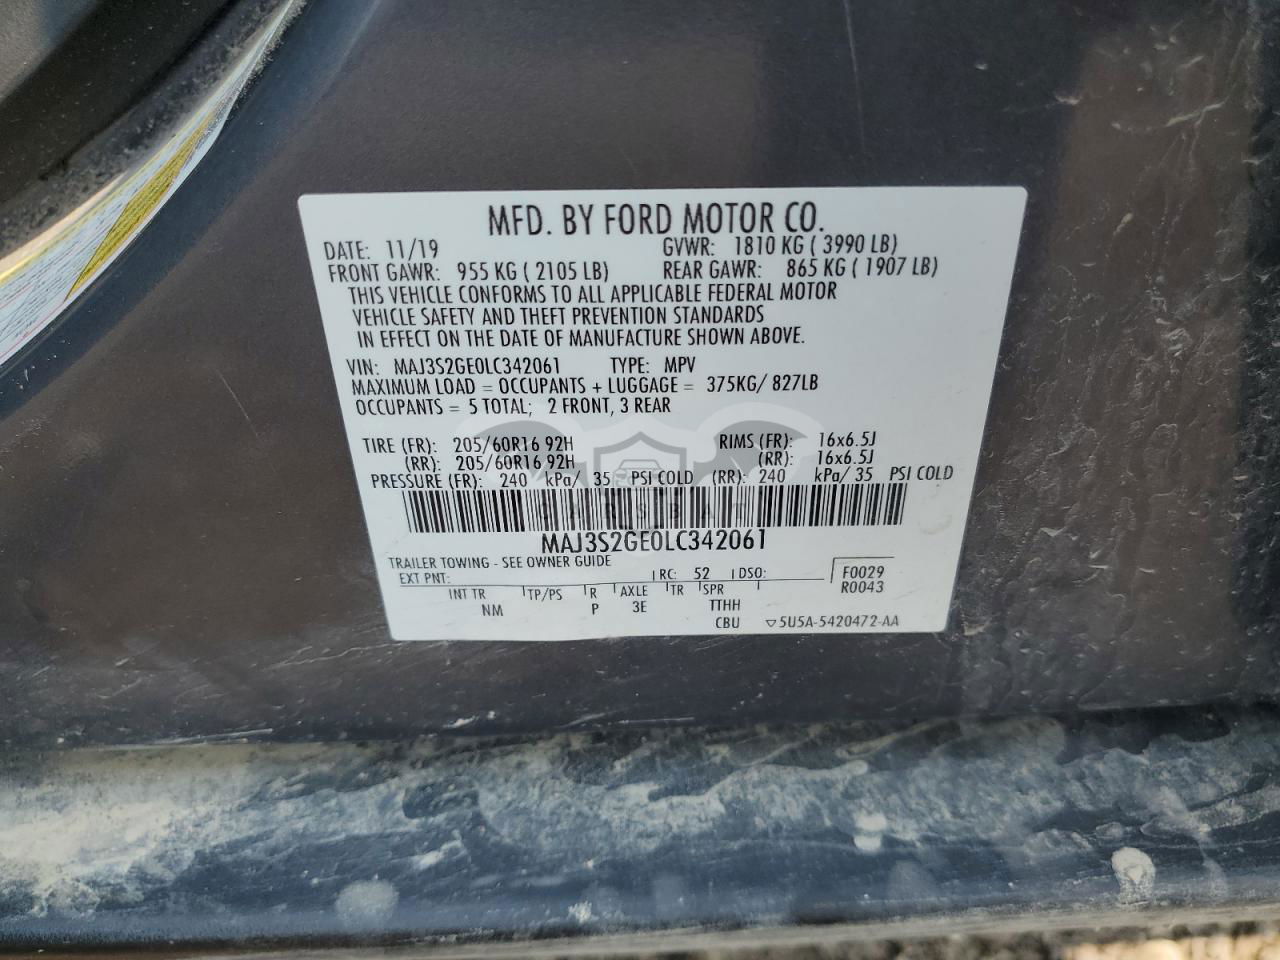 MFD. BY FORD MOTOR CO.
DATE: 11/19 GVWR: 1810 KG ( 3990 LB)
FRONT GAWR: 955 KG ( 2105 LB) REAR GAWR: 865 KG ( 1907 LB)
THIS VEHICLE CONFORMS TO ALL APPLICABLE FEDERAL MOTOR
VEHICLE SAFETY AND THEFT PREVENTION STANDARDS
IN EFFECT ON THE DATE OF MANUFACTURE SHOWN ABOVE.
VIN: MAJ3S2GE0LC342061 TYPE: MPV
MAXIMUM LOAD = OCCUPANTS + LUGGAGE = 375KG/ 827LB
OCCUPANTS = 5 TOTAL; 2 FRONT, 3 REAR
TIRE (FR): 205/60R16 92H RIMS (FR): 16x6.5J
(RR): 205/60R16 92H (RR): 16x6.5J
PRESSURE (FR): 240 kPa/ 35 PSI COLD (RR): 240 kPa/ 35 PSI COLD
MAJ3S2GE0LC342061
TRAILER TOWING - SEE OWNER GUIDE
EXT PNT: RC: 52 DSO: F0029
INT TR TP/PS R AXLE TR SPR R0043
NM P 3E TTHH
CBU ▽5U5A-5420472-AA